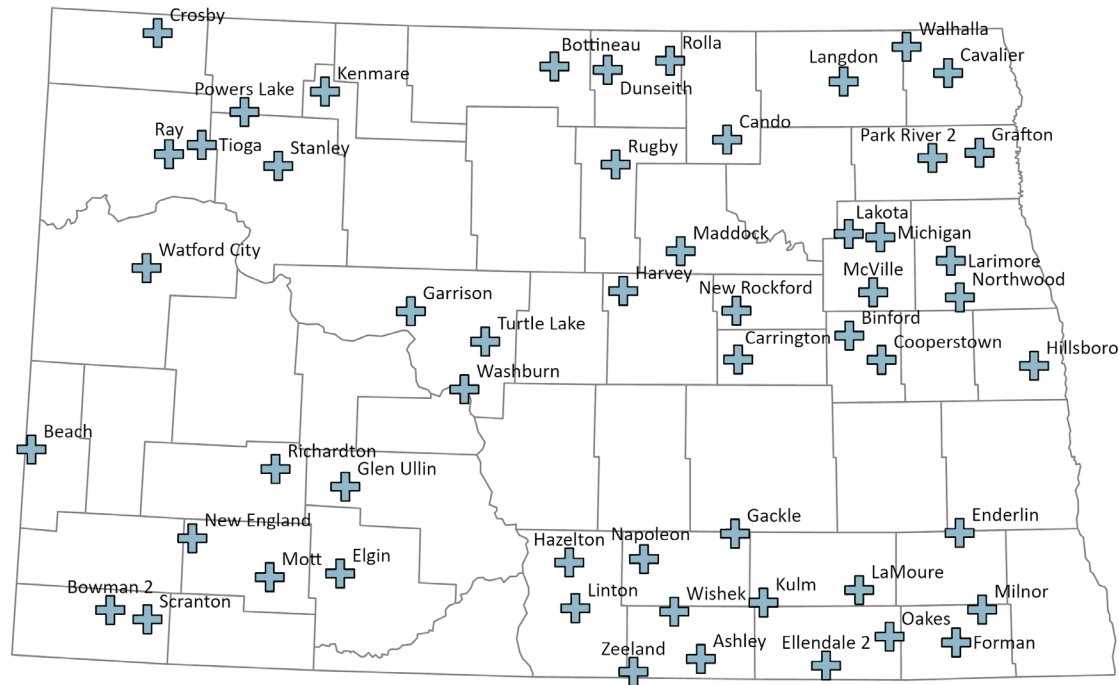 Crosby
Walhalla
Bottineau
Rolla
Langdon
Cavalier
Kenmare
Dunseith
Powers Lake
Cando
Ray
Tioga
Stanley
Rugby
Park River 2
Grafton
Lakota
Maddock
Michigan
Watford City
Larimore
Harvey
McVille
Northwood
Garrison
New Rockford
Turtle Lake
Binford
Carrington
Cooperstown
Hillsboro
Washburn
Beach
Richardton
Glen Ullin
New England
Gackle
Enderlin
Hazelton
Napoleon
Mott
Elgin
LaMoure
Bowman 2
Scranton
Linton
Wishek
Kulm
Milnor
Oakes
Zeeland
Ashley
Ellendale 2
Forman